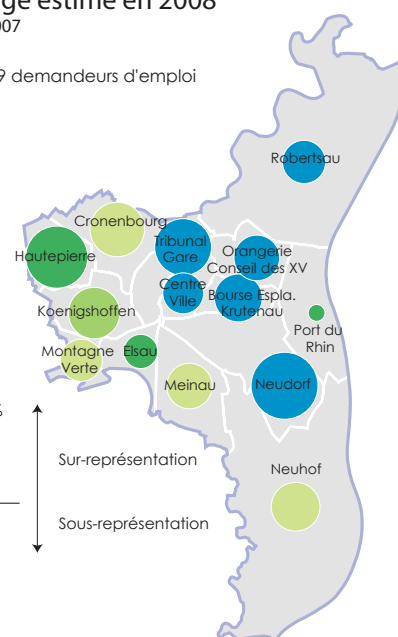 ge estimé en 2008
007
9 demandeurs d'emploi
Robertsau
Cronenbourg
Tribunal
Gare
Orangerie
Conseil des XV
Hautepierre
Centre
Ville
Bourse Espla.
Krutenau
Koenigshoffen
Port du
Rhin
Montagne
Verte
Elsau
Meinau
Neudorf
%
Sur-représentation
Neuhof
Sous-représentation